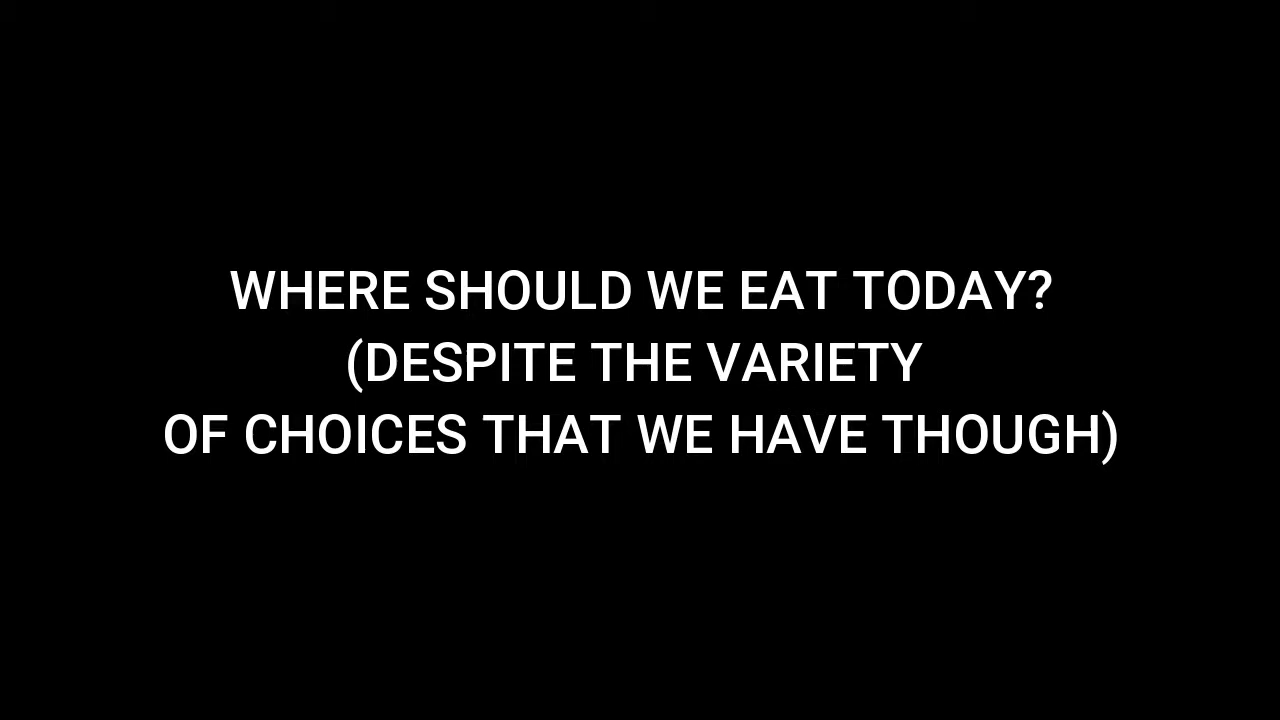 WHERE SHOULD WE EAT TODAY?
(DESPITE THE VARIETY
OF CHOICES THAT WE HAVE THOUGH)